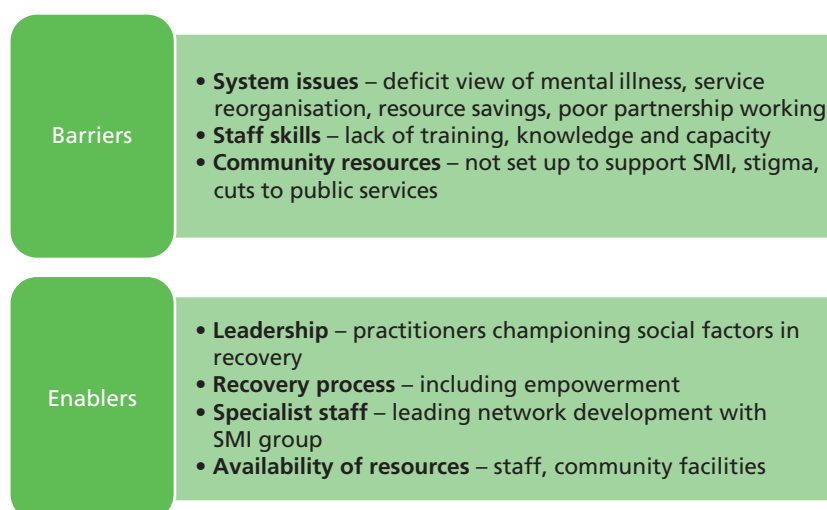 Barriers
• System issues – deficit view of mental illness, service
reorganisation, resource savings, poor partnership working
• Staff skills – lack of training, knowledge and capacity
• Community resources – not set up to support SMI, stigma,
cuts to public services
Enablers
• Leadership – practitioners championing social factors in
recovery
• Recovery process – including empowerment
• Specialist staff – leading network development with
SMI group
• Availability of resources – staff, community facilities